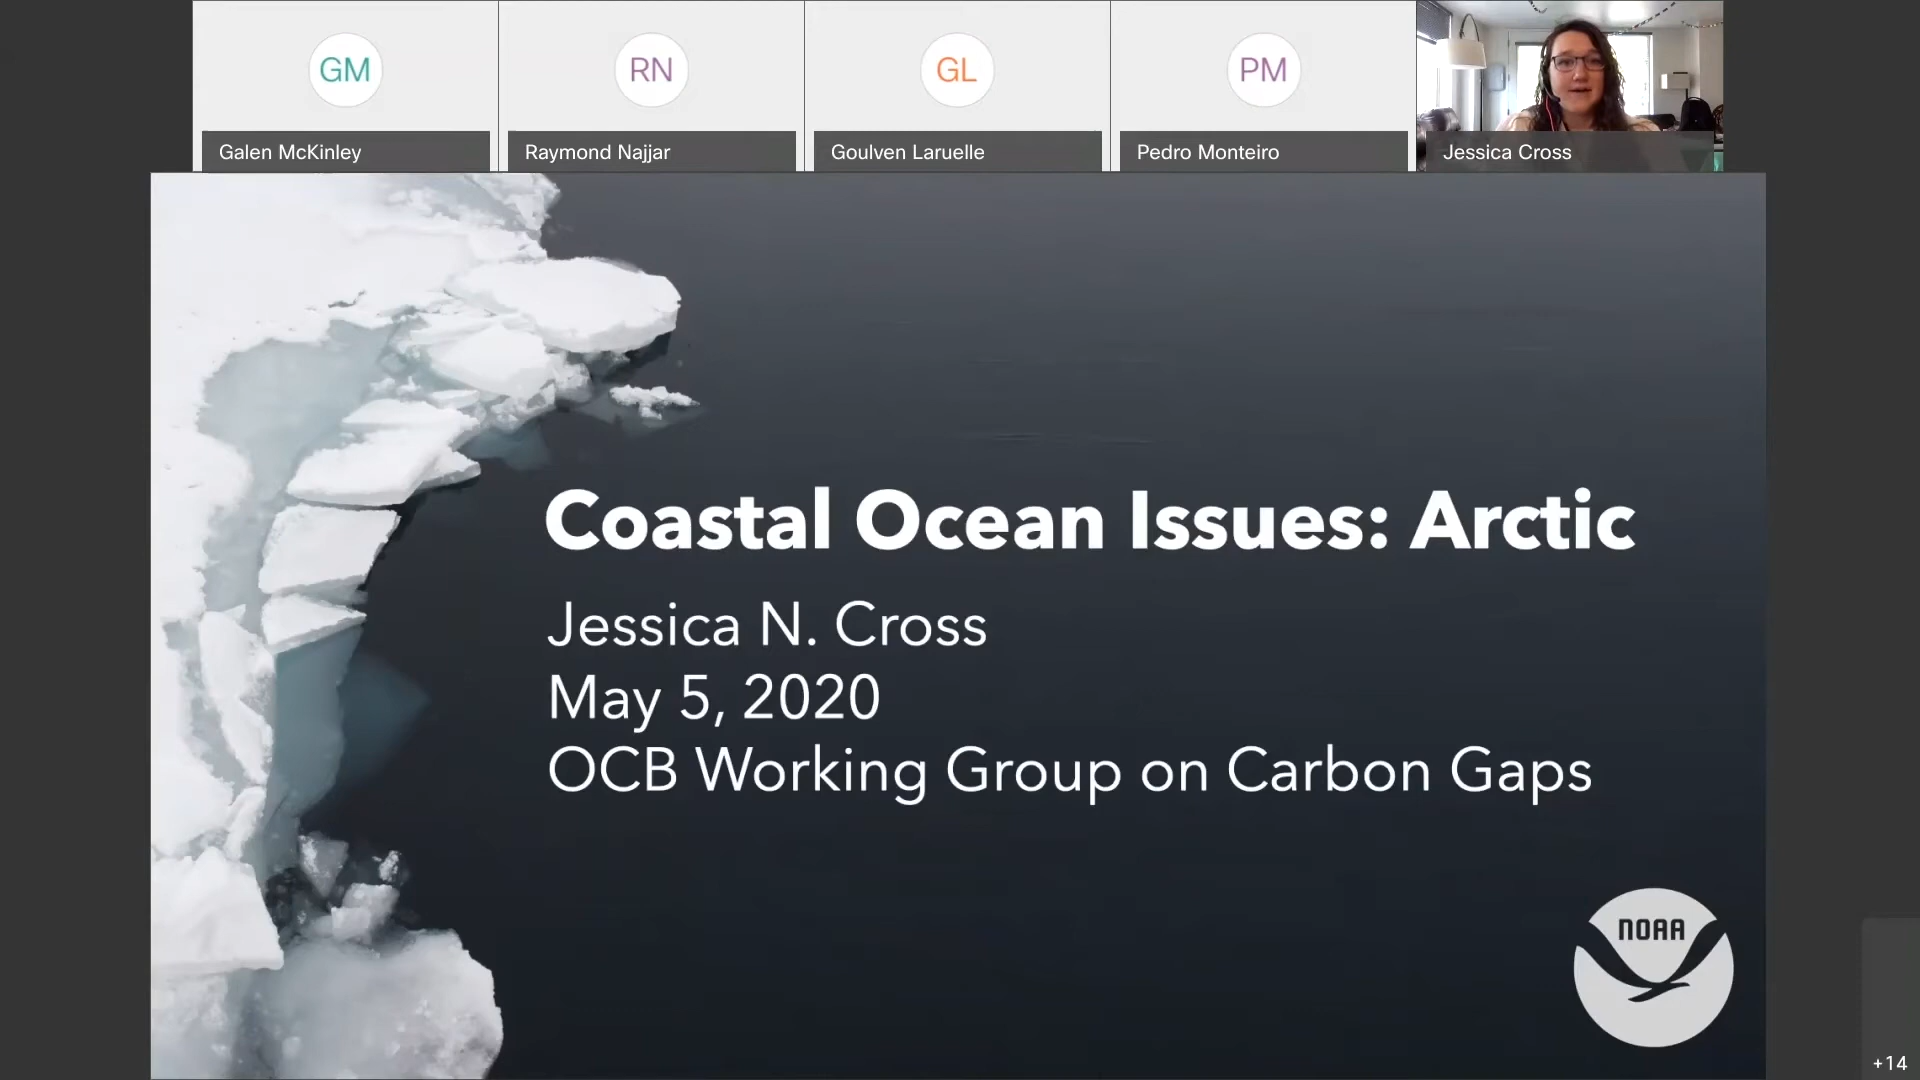 GM
RN
GL
PM
Galen McKinley
Raymond Najjar
Goulven Laruelle
Pedro Monteiro
Jessica Cross
Coastal Ocean Issues: Arctic
Jessica N. Cross
May 5, 2020
OCB Working Group on Carbon Gaps
NOAA
+14